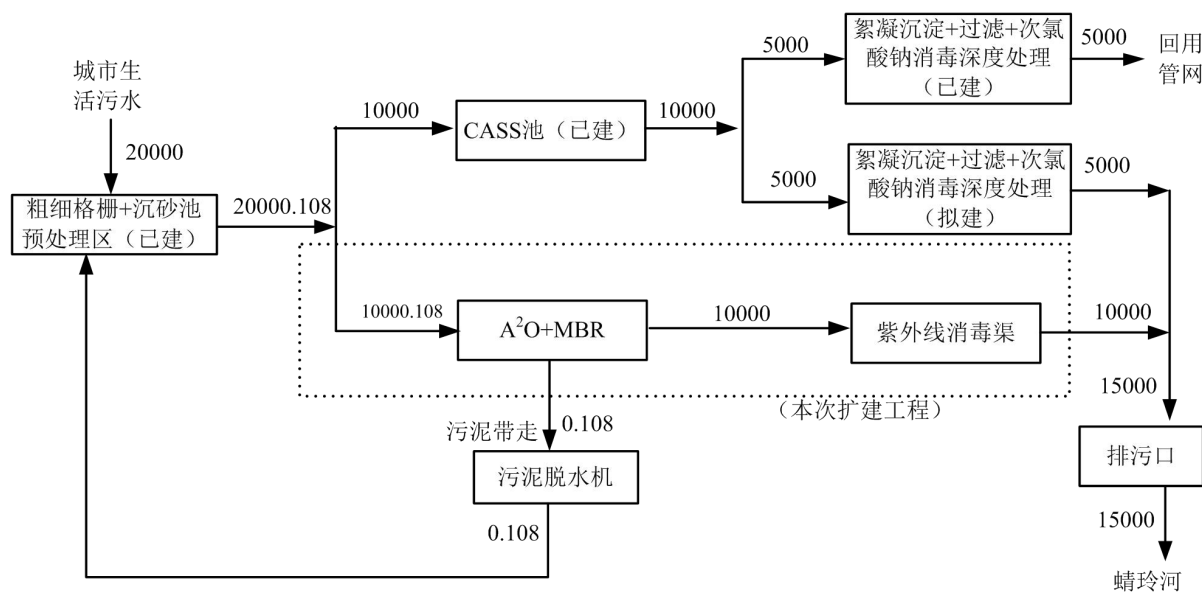 城市生
活污水
20000
粗细格栅+沉砂池
预处理区（已建）
20000.108
10000
CASS池（已建）
10000
5000
絮凝沉淀+过滤+次氯
酸钠消毒深度处理
（已建）
5000
回用
管网
5000
絮凝沉淀+过滤+次氯
酸钠消毒深度处理
（拟建）
5000
10000.108
A²O+MBR
10000
紫外线消毒渠
10000
（本次扩建工程）
15000
污泥带走
0.108
污泥脱水机
0.108
排污口
15000
蜻玲河